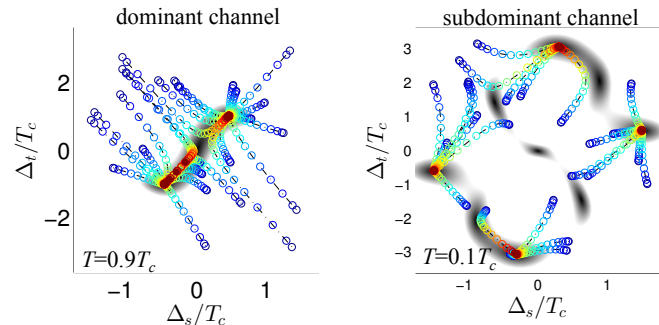 dominant channel
Δt/Tc
2
0
−2
T=0.9Tc
−1
0
1
Δs/Tc
subdominant channel
Δt/Tc
3
2
1
0
−1
−2
−3
T=0.1Tc
−1
0
1
Δs/Tc